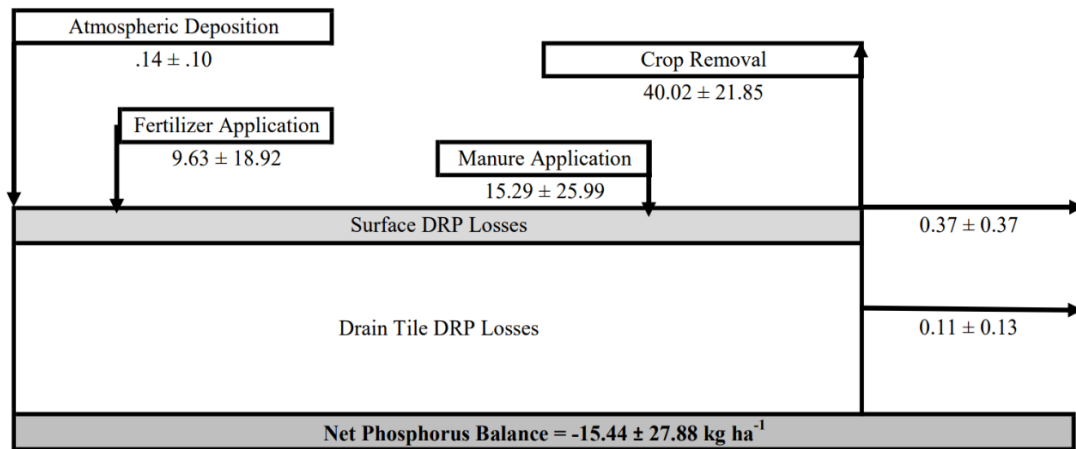 Atmospheric Deposition
.14 ± .10
Crop Removal
40.02 ± 21.85
Fertilizer Application
9.63 ± 18.92
Manure Application
15.29 ± 25.99
Surface DRP Losses
0.37 ± 0.37
Drain Tile DRP Losses
0.11 ± 0.13
Net Phosphorus Balance = -15.44 ± 27.88 kg ha⁻¹